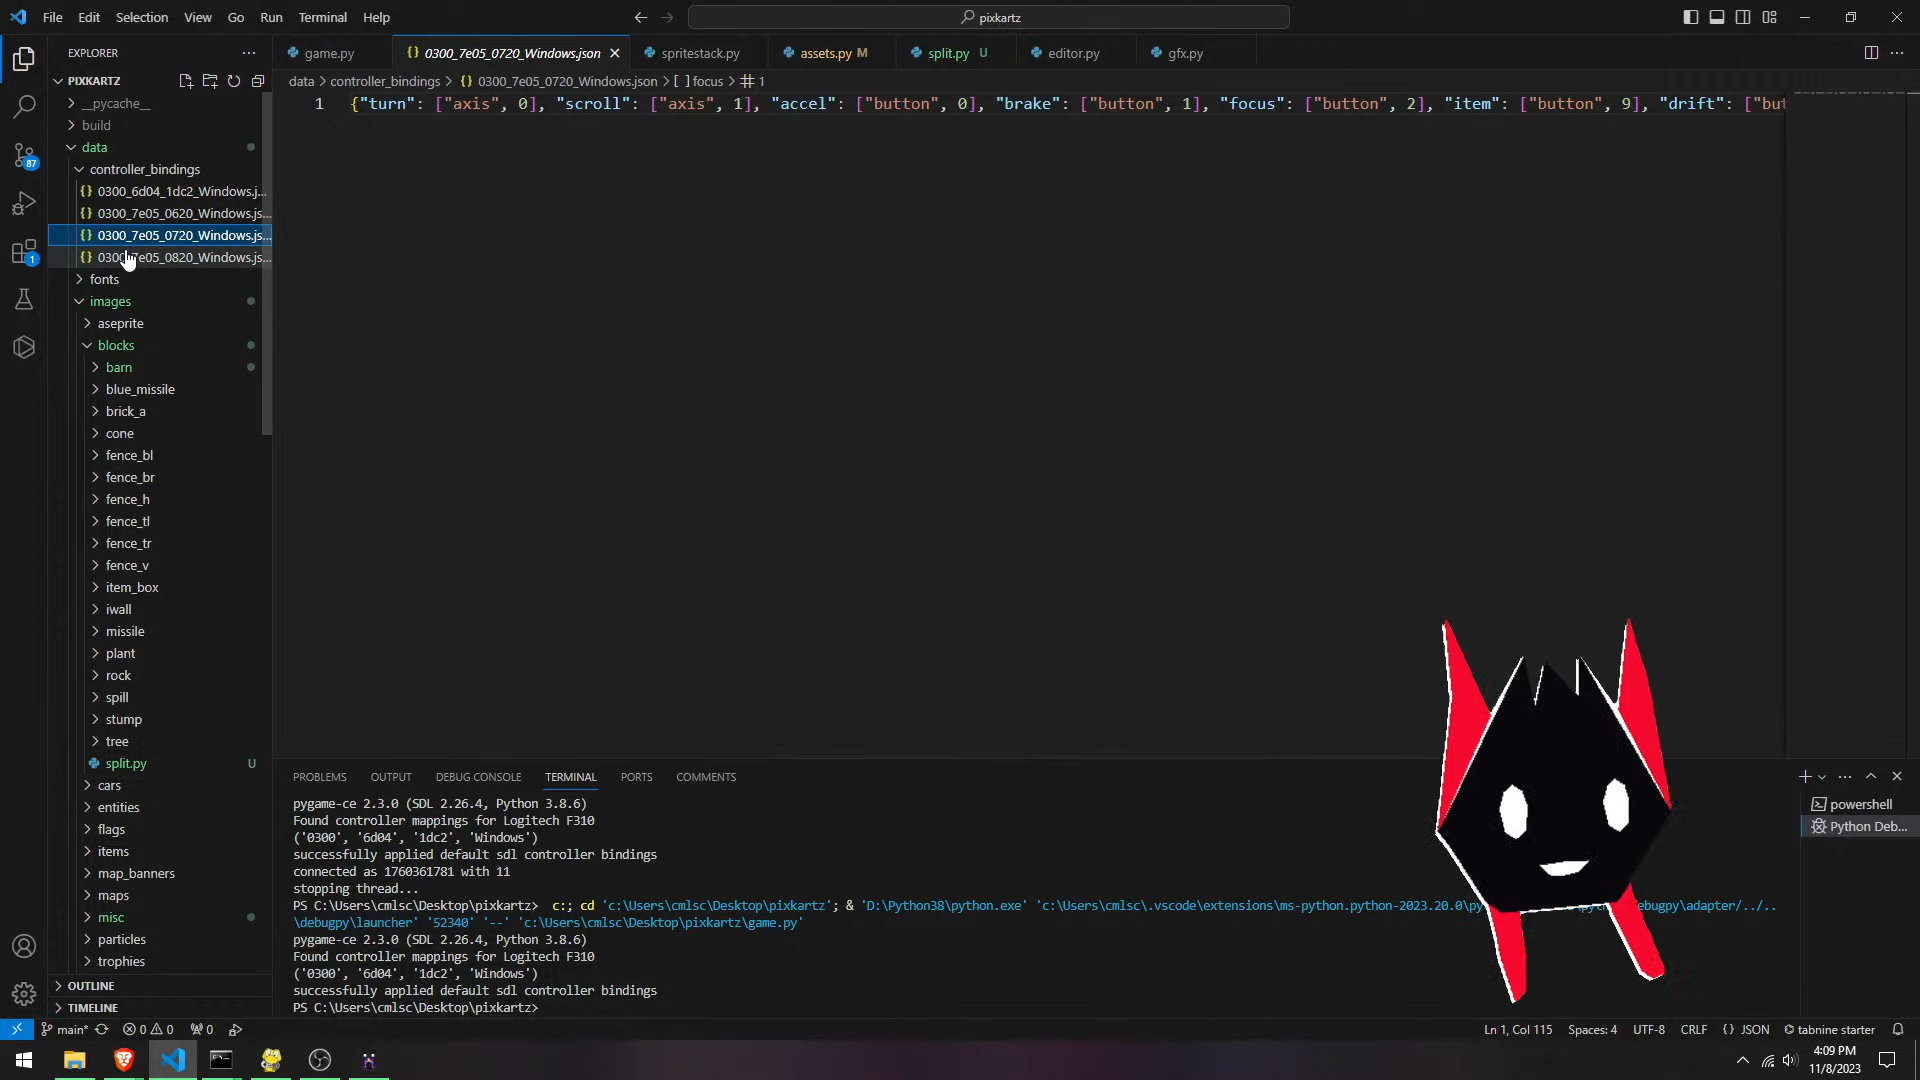 File Edit Selection View Go Run Terminal Help
pixkartz
EXPLORER
game.py
0300_7e05_0720_Windows.json
spritestack.py
assets.py M
split.py U
editor.py
gfx.py
data > controller_bindings > {} 0300_7e05_0720_Windows.json > [ ] focus > 1
PIXKARTZ
__pycache__
build
data
controller_bindings
{} 0300_6d04_1dc2_Windows.j...
{} 0300_7e05_0620_Windows.js...
{} 0300_7e05_0720_Windows.js...
{} 0300_7e05_0820_Windows.js...
fonts
images
aseprite
blocks
barn
blue_missile
brick_a
cone
fence_bl
fence_br
fence_h
fence_tl
fence_tr
fence_v
item_box
iwall
missile
plant
rock
spill
stump
tree
split.py U
cars
entities
flags
items
map_banners
maps
misc
particles
trophies
OUTLINE
TIMELINE
87
1
1 {"turn": ["axis", 0], "scroll": ["axis", 1], "accel": ["button", 0], "brake": ["button", 1], "focus": ["button", 2], "item": ["button", 9], "drift": ["but
PROBLEMS OUTPUT DEBUG CONSOLE TERMINAL PORTS COMMENTS
pygame-ce 2.3.0 (SDL 2.26.4, Python 3.8.6)
Found controller mappings for Logitech F310
('0300', '6d04', '1dc2', 'Windows')
successfully applied default sdl controller bindings
connected as 1760361781 with 11
stopping thread...
PS C:\Users\cmlsc\Desktop\pixkartz> c:; cd 'c:\Users\cmlsc\Desktop\pixkartz'; & 'D:\Python38\python.exe' 'c:\Users\cmlsc\.vscode\extensions\ms-python.python-2023.20.0\py debugpy\adapter/../..
\debugpy\launcher' '52340' '--' 'c:\Users\cmlsc\Desktop\pixkartz\game.py'
pygame-ce 2.3.0 (SDL 2.26.4, Python 3.8.6)
Found controller mappings for Logitech F310
('0300', '6d04', '1dc2', 'Windows')
successfully applied default sdl controller bindings
PS C:\Users\cmlsc\Desktop\pixkartz>
powershell
Python Deb...
main* 0 0 0
Ln 1, Col 115 Spaces: 4 UTF-8 CRLF {} JSON tabnine starter
4:09 PM
11/8/2023